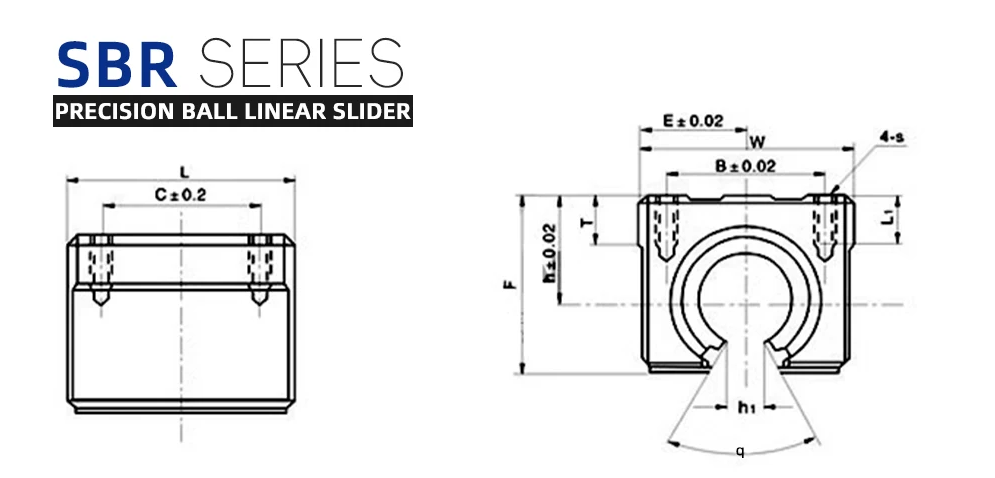 SBR SERIES
PRECISION BALL LINEAR SLIDER
L
C±0.2
E±0.02
W
4-s
B±0.02
T
L1
h±0.02
F
h1
q